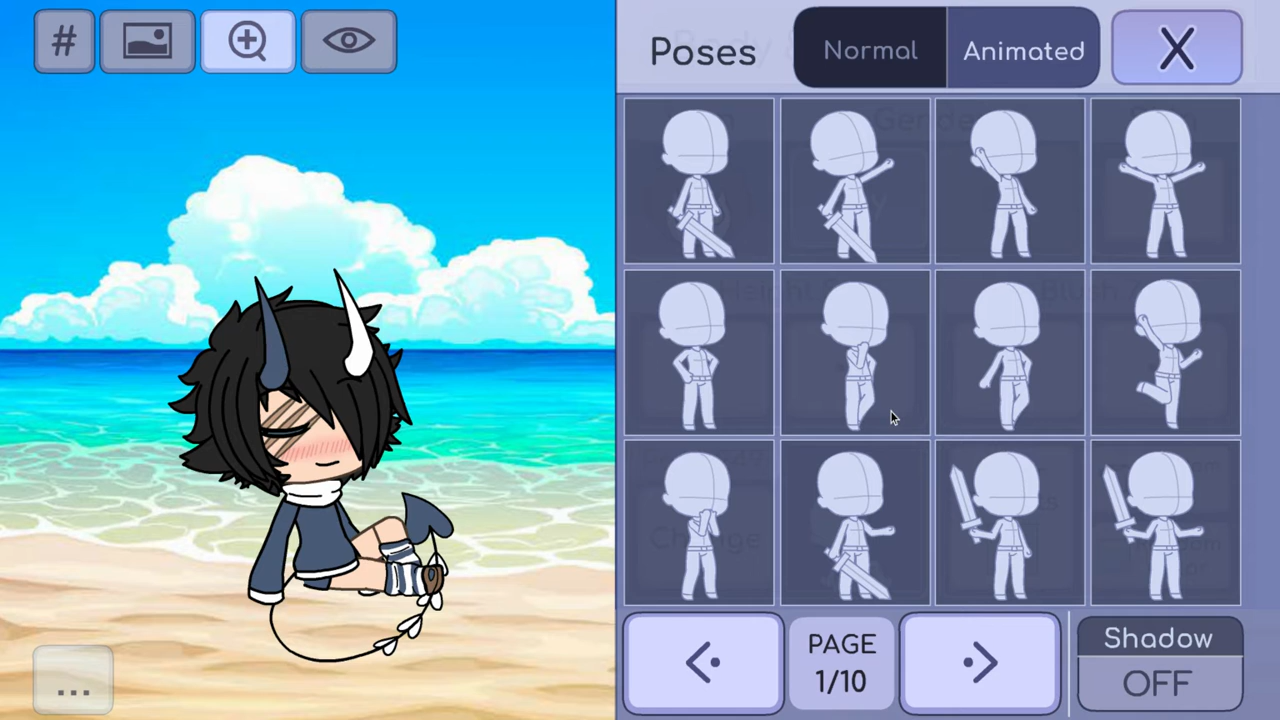 #
Poses
Normal
Animated
X
PAGE
1/10
Shadow
OFF
...